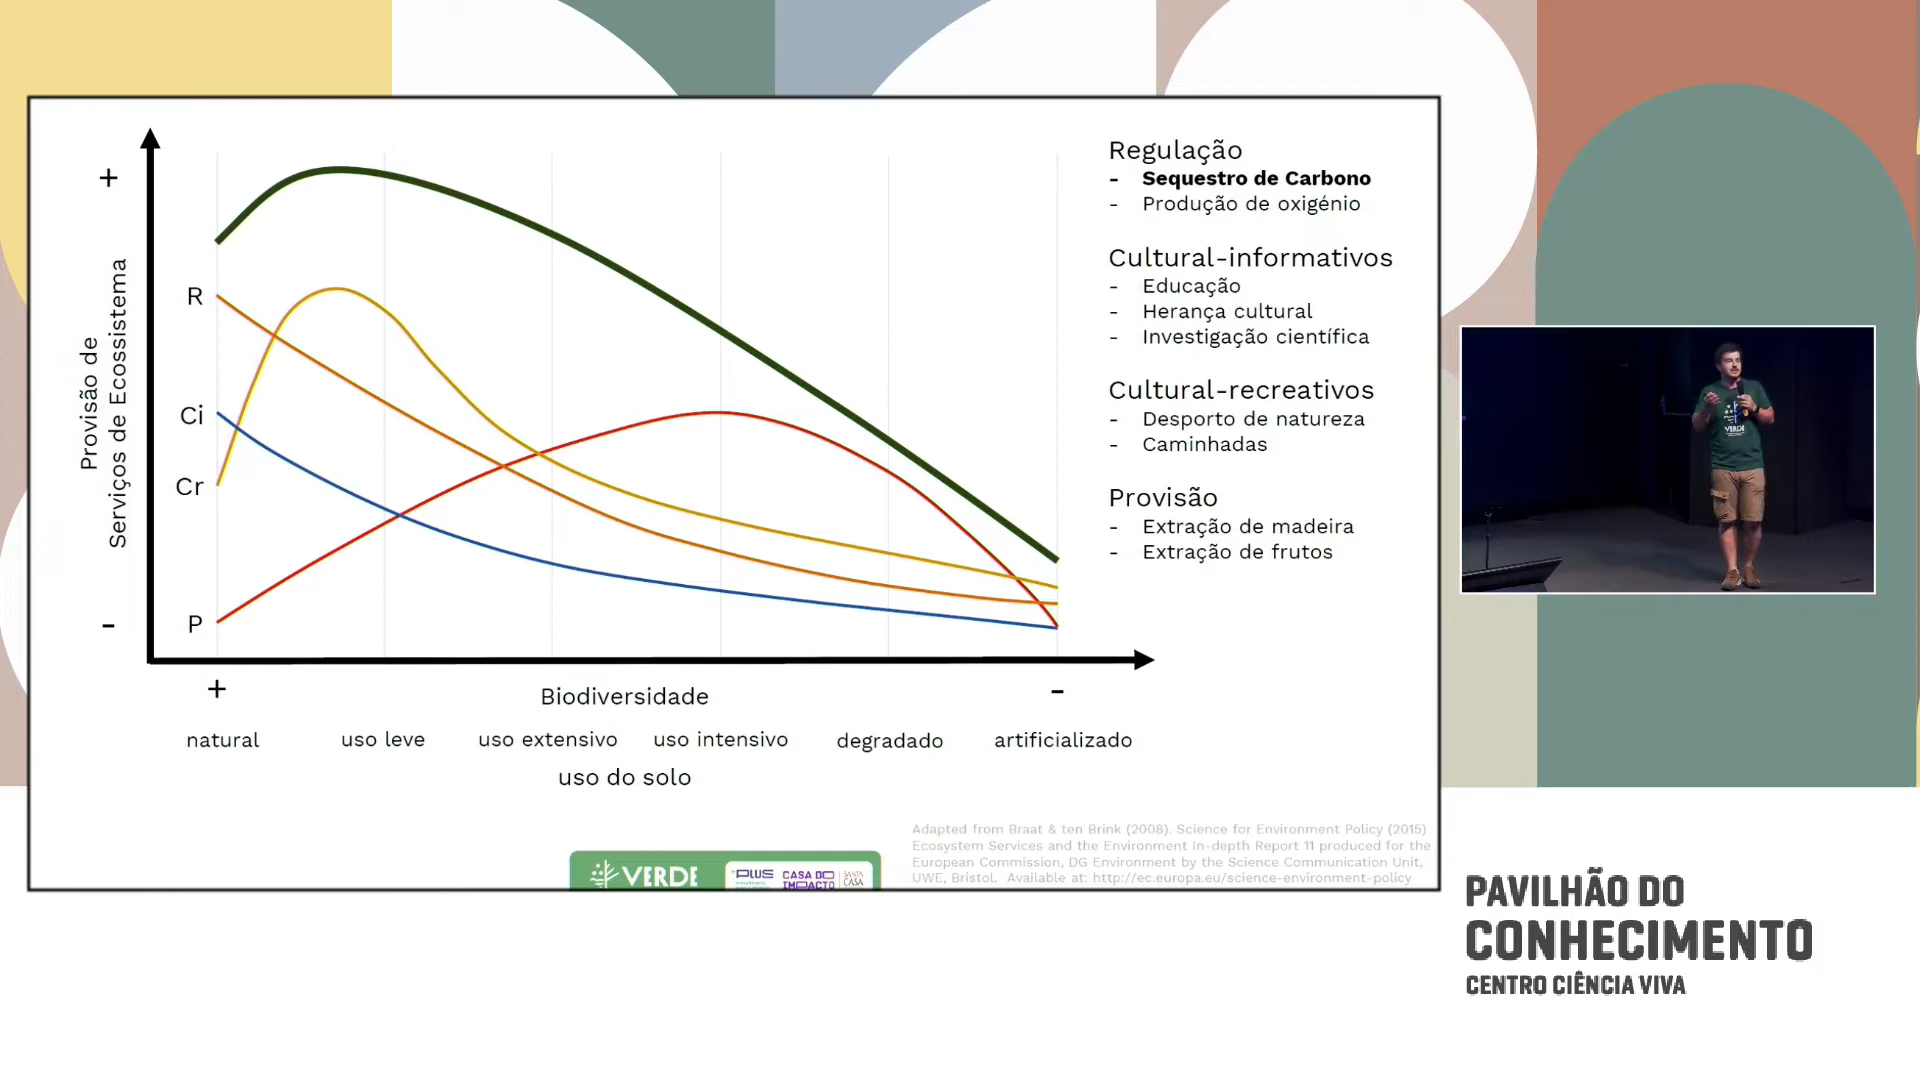 +
Provisão de
Serviços de Ecossistema
-
R
Ci
Cr
P
+
Biodiversidade
-
natural
uso leve
uso extensivo
uso intensivo
degradado
artificializado
uso do solo
Regulação
- Sequestro de Carbono
- Produção de oxigénio
Cultural-informativos
- Educação
- Herança cultural
- Investigação científica
Cultural-recreativos
- Desporto de natureza
- Caminhadas
Provisão
- Extração de madeira
- Extração de frutos
Adapted from Braat & ten Brink (2008). Science for Environment Policy (2015)
Ecosystem Services and the Environment In-depth Report 11 produced for the
European Commission, DG Environment by the Science Communication Unit,
UWE, Bristol. Available at: http://ec.europa.eu/science-environment-policy
VERDE
PLUS
CASA DO
IMPACTO
SANTA
CASA
VERDE
PAVILHÃO DO
CONHECIMENTO
CENTRO CIÊNCIA VIVA